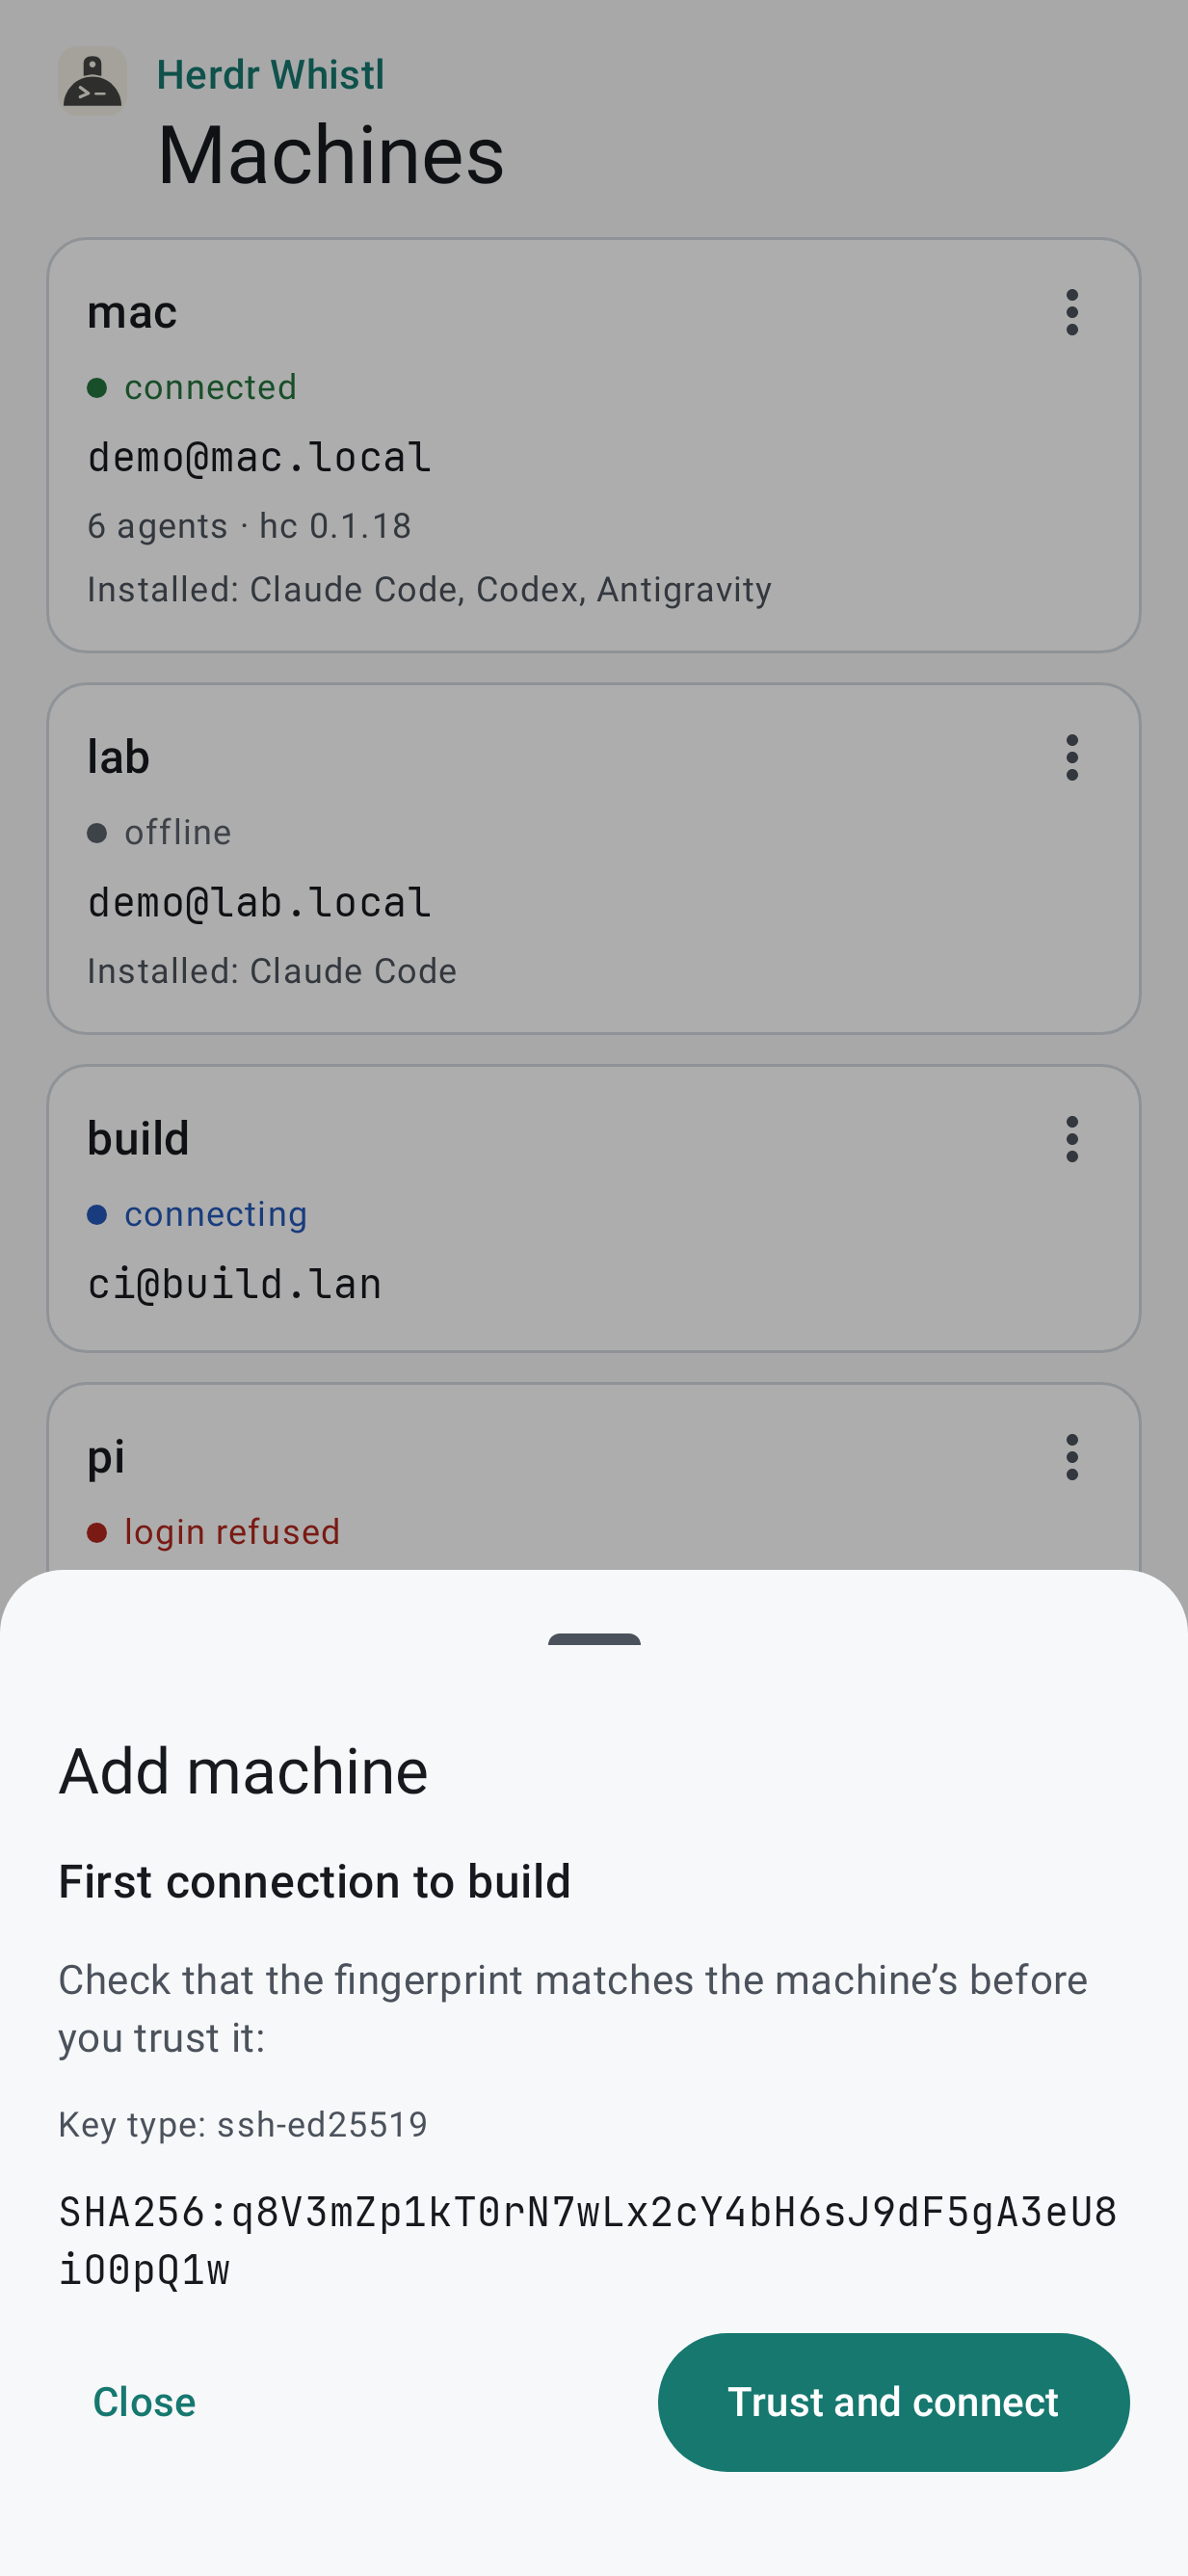 Herdr Whistl
Machines
mac
connected
demo@mac.local
6 agents · hc 0.1.18
Installed: Claude Code, Codex, Antigravity
lab
offline
demo@lab.local
Installed: Claude Code
build
connecting
ci@build.lan
pi
login refused
Add machine
First connection to build
Check that the fingerprint matches the machine’s before
you trust it:
Key type: ssh-ed25519
SHA256:q8V3mZp1kT0rN7wLx2cY4bH6sJ9dF5gA3eU8
iO0pQ1w
Close
Trust and connect